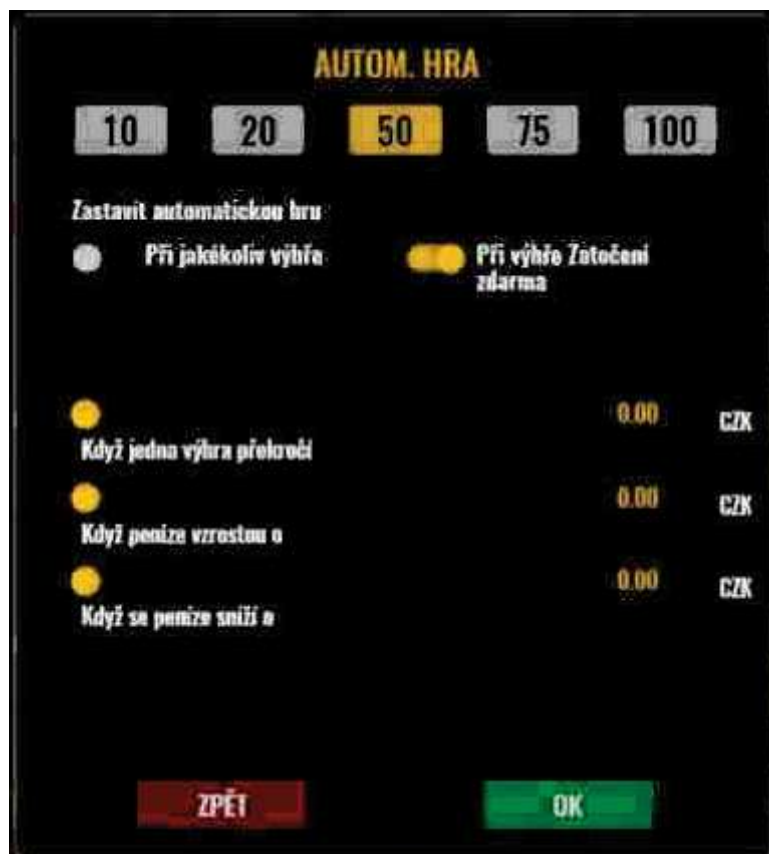 AUTOM. HRA
10 20 50 75 100
Zastavit automatickou hru
Při jakékoliv výhře
Při výhře Zatočení
zdarma
0.00 CZK
Když jedna výhra překročí
0.00 CZK
Když peníze vzrostou o
0.00 CZK
Když se peníze sníží o
ZPĚT OK